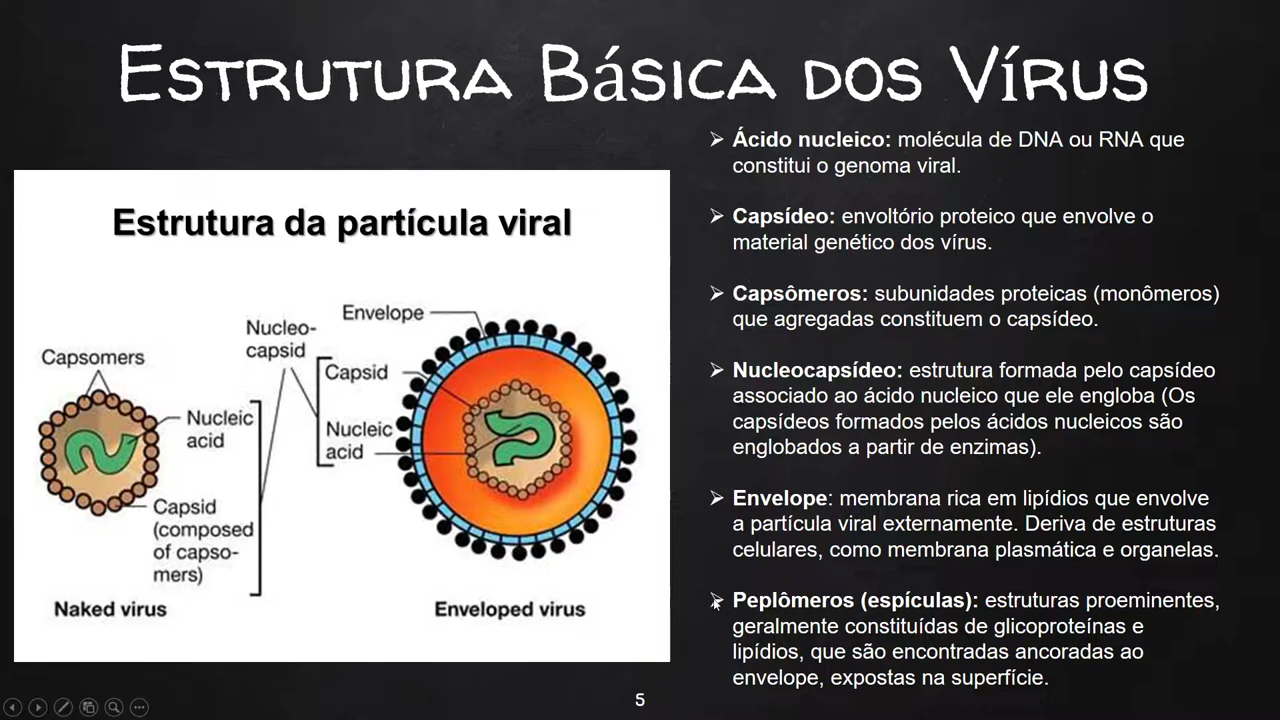 Estrutura Básica dos Vírus
Estrutura da partícula viral
Capsomers
Nucleic
acid
Capsid
(composed
of capso-
mers)
Naked virus
Nucleo-
capsid
Envelope
Capsid
Nucleic
acid
Enveloped virus
Ácido nucleico: molécula de DNA ou RNA que
constitui o genoma viral.
Capsídeo: envoltório proteico que envolve o
material genético dos vírus.
Capsômeros: subunidades proteicas (monômeros)
que agregadas constituem o capsídeo.
Nucleocapsídeo: estrutura formada pelo capsídeo
associado ao ácido nucleico que ele engloba (Os
capsídeos formados pelos ácidos nucleicos são
englobados a partir de enzimas).
Envelope: membrana rica em lipídios que envolve
a partícula viral externamente. Deriva de estruturas
celulares, como membrana plasmática e organelas.
Peplômeros (espículas): estruturas proeminentes,
geralmente constituídas de glicoproteínas e
lipídios, que são encontradas ancoradas ao
envelope, expostas na superfície.
5